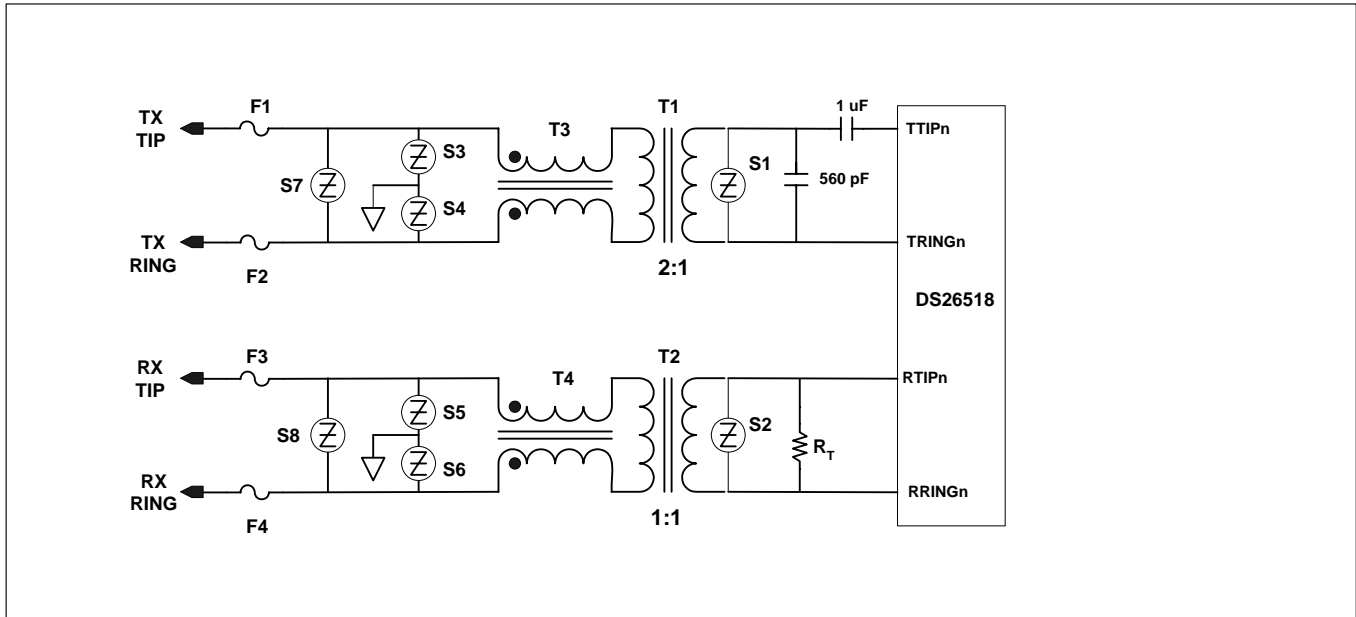 F1
TX
TIP
T3
T1
1 uF
TTIPn
S3
S7
S1
560 pF
S4
TX
RING
F2
2:1
TRINGn
DS26518
F3
RX
TIP
T4
T2
RTIPn
S5
S8
S2
RT
S6
RX
RING
F4
1:1
RRINGn